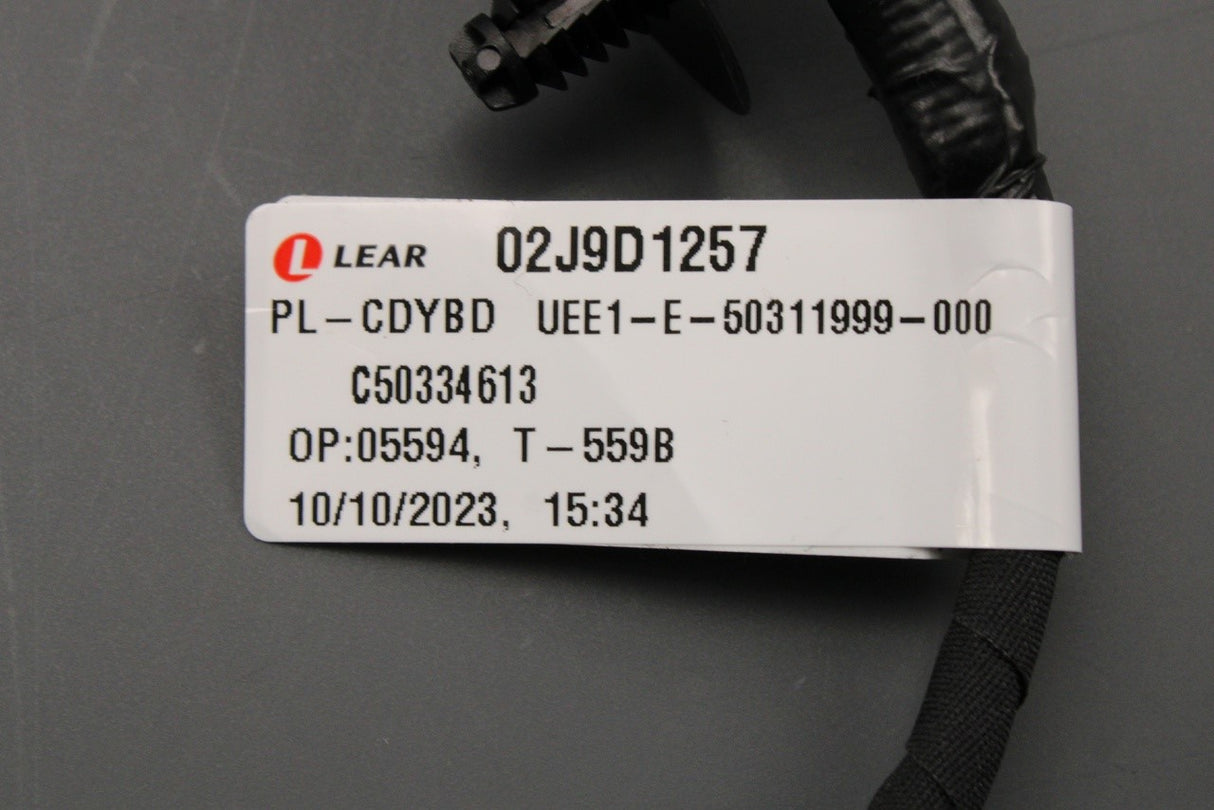 L LEAR 02J9D1257
PL-CDYBD UEE1-E-50311999-000
C50334613
OP:05594, T-559B
10/10/2023, 15:34